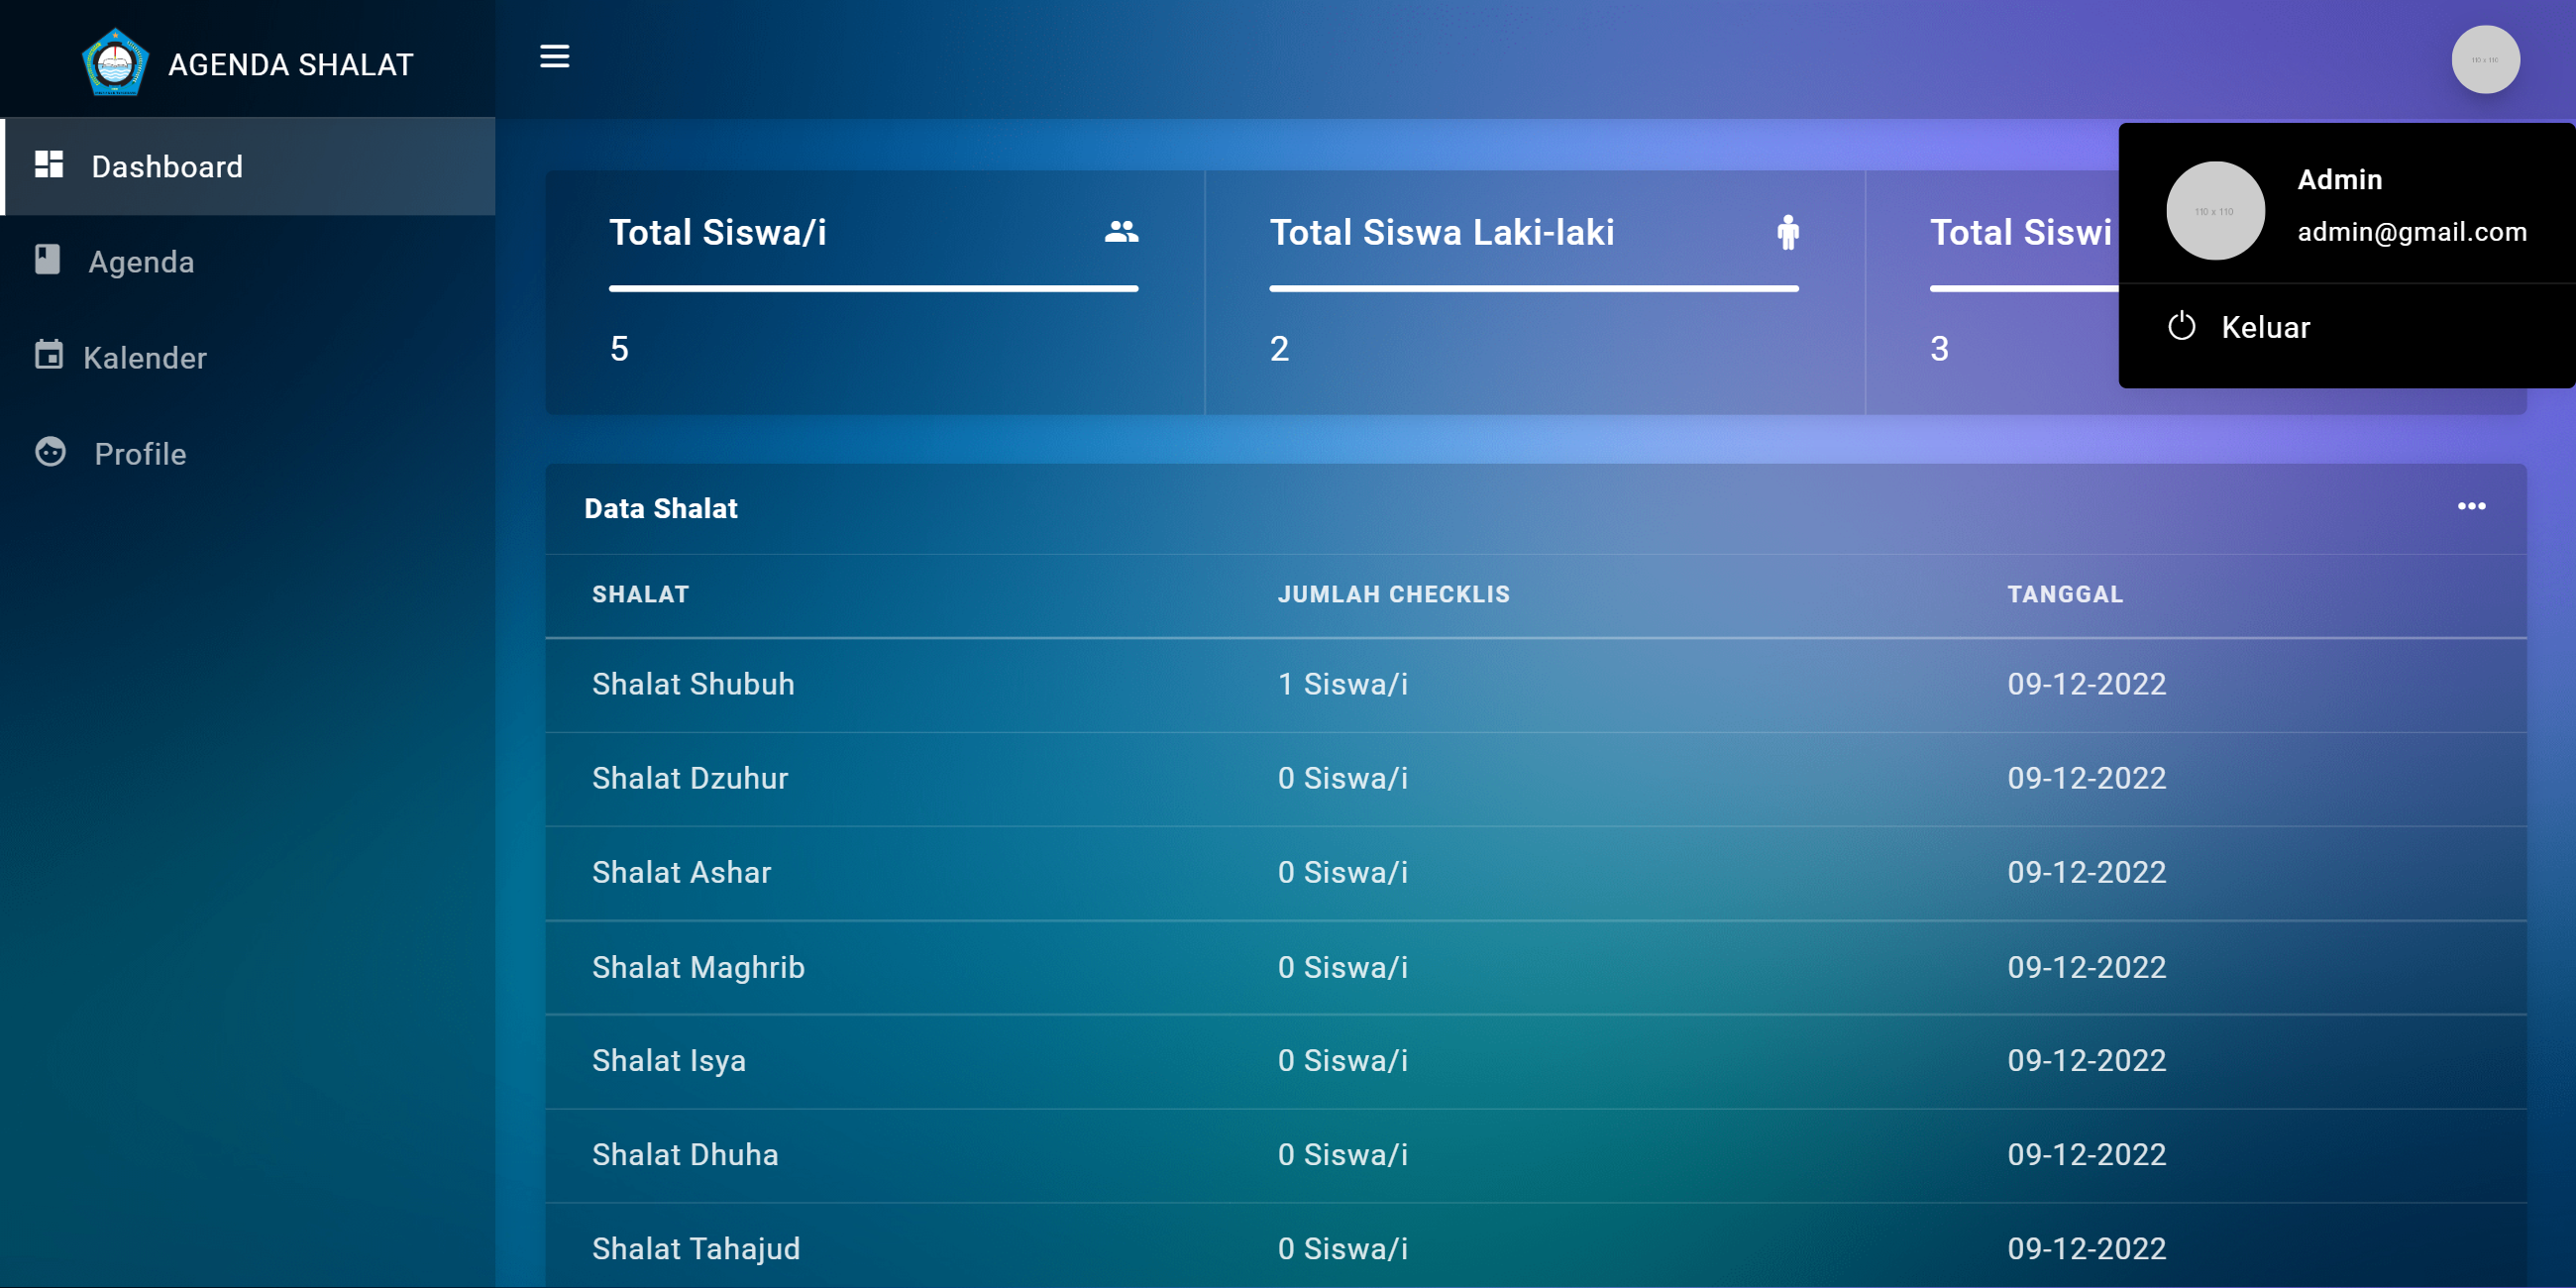 AGENDA SHALAT
110 x 110
Dashboard
Agenda
Kalender
Profile
Total Siswa/i
5
Total Siswa Laki-laki
2
Total Siswi
3
110 x 110
Admin
admin@gmail.com
Keluar
Data Shalat
SHALAT JUMLAH CHECKLIS TANGGAL
Shalat Shubuh 1 Siswa/i 09-12-2022
Shalat Dzuhur 0 Siswa/i 09-12-2022
Shalat Ashar 0 Siswa/i 09-12-2022
Shalat Maghrib 0 Siswa/i 09-12-2022
Shalat Isya 0 Siswa/i 09-12-2022
Shalat Dhuha 0 Siswa/i 09-12-2022
Shalat Tahajud 0 Siswa/i 09-12-2022